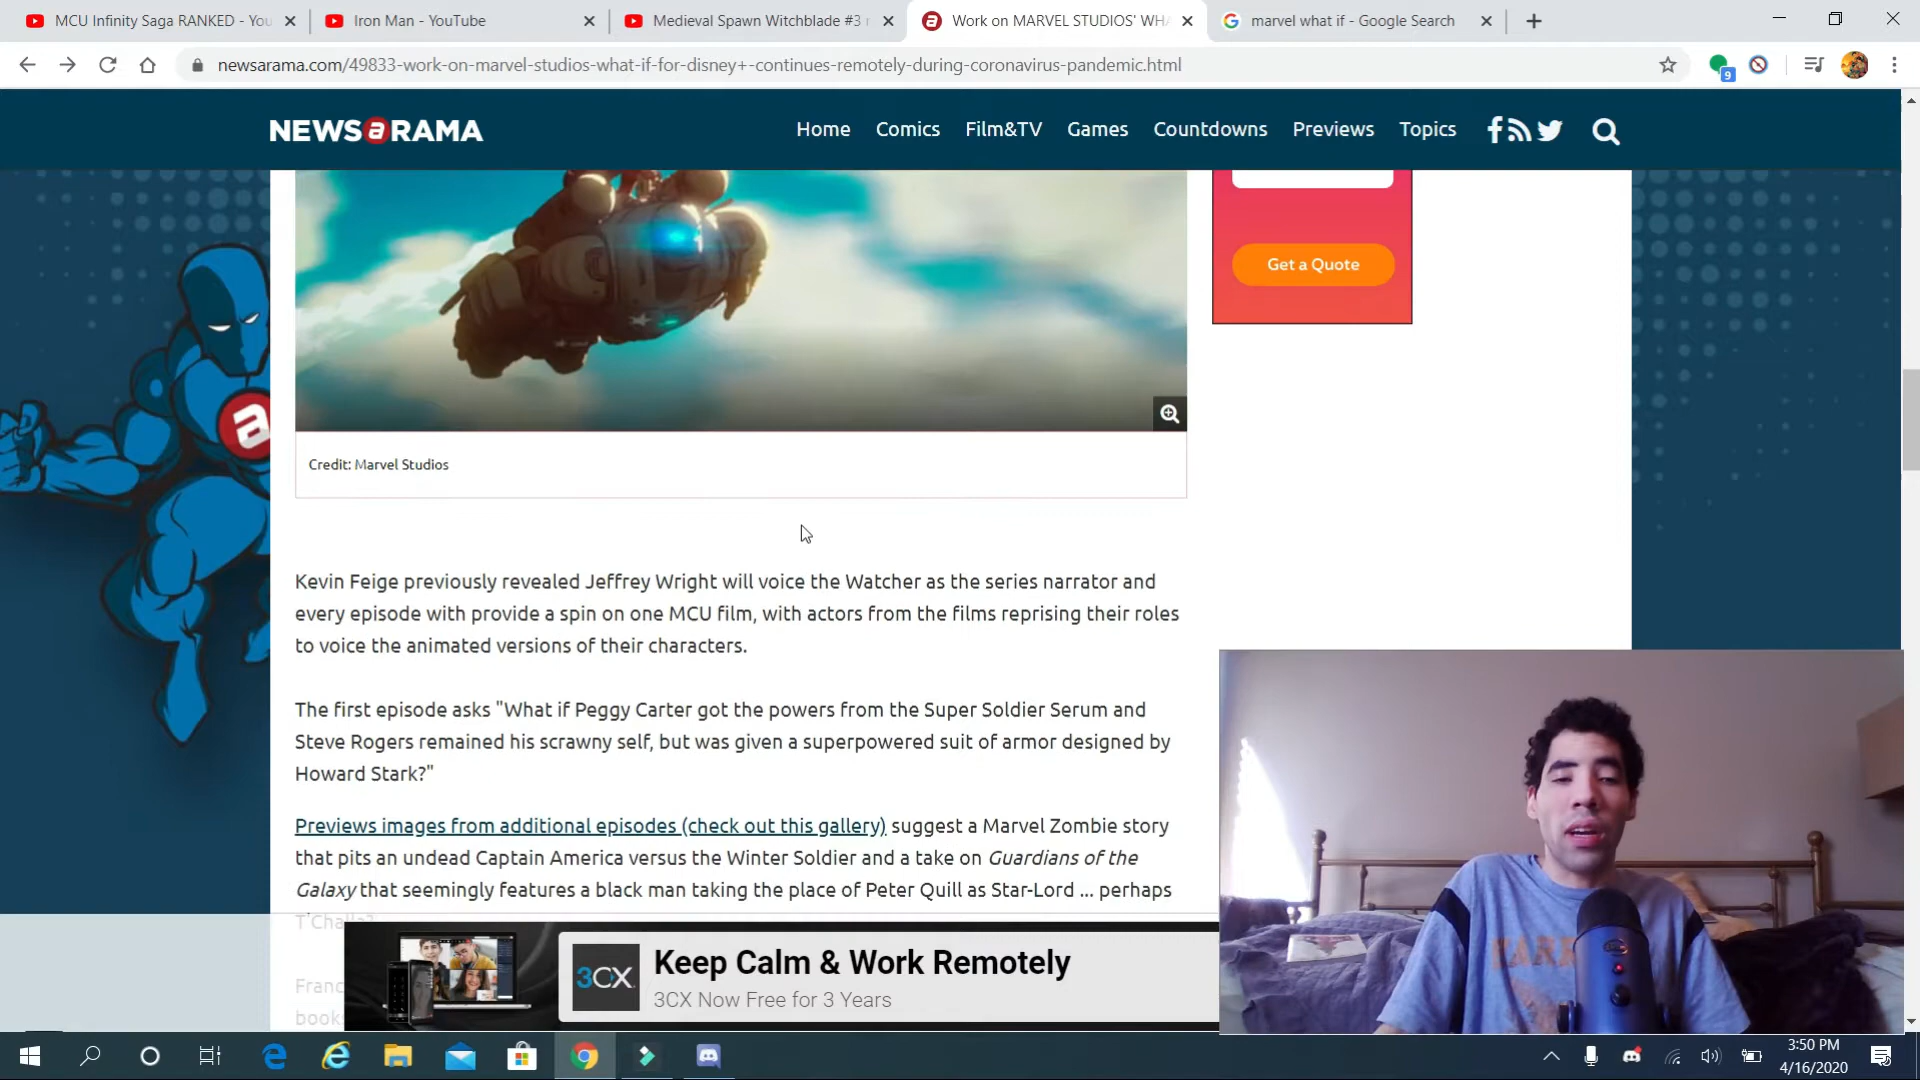 MCU Infinity Saga RANKED - You
Iron Man - YouTube
Medieval Spawn Witchblade #3 r
Work on MARVEL STUDIOS' WHA
marvel what if - Google Search
newsarama.com/49833-work-on-marvel-studios-what-if-for-disney+-continues-remotely-during-coronavirus-pandemic.html
9
NEWSaRAMA
Home Comics Film&TV Games Countdowns Previews Topics
a
Get a Quote
Credit: Marvel Studios
Kevin Feige previously revealed Jeffrey Wright will voice the Watcher as the series narrator and
every episode with provide a spin on one MCU film, with actors from the films reprising their roles
to voice the animated versions of their characters.
The first episode asks "What if Peggy Carter got the powers from the Super Soldier Serum and
Steve Rogers remained his scrawny self, but was given a superpowered suit of armor designed by
Howard Stark?"
Previews images from additional episodes (check out this gallery) suggest a Marvel Zombie story
that pits an undead Captain America versus the Winter Soldier and a take on Guardians of the
Galaxy that seemingly features a black man taking the place of Peter Quill as Star-Lord ... perhaps
T'Challa?
Franc
book
3CX
Keep Calm & Work Remotely
3CX Now Free for 3 Years
3:50 PM
4/16/2020